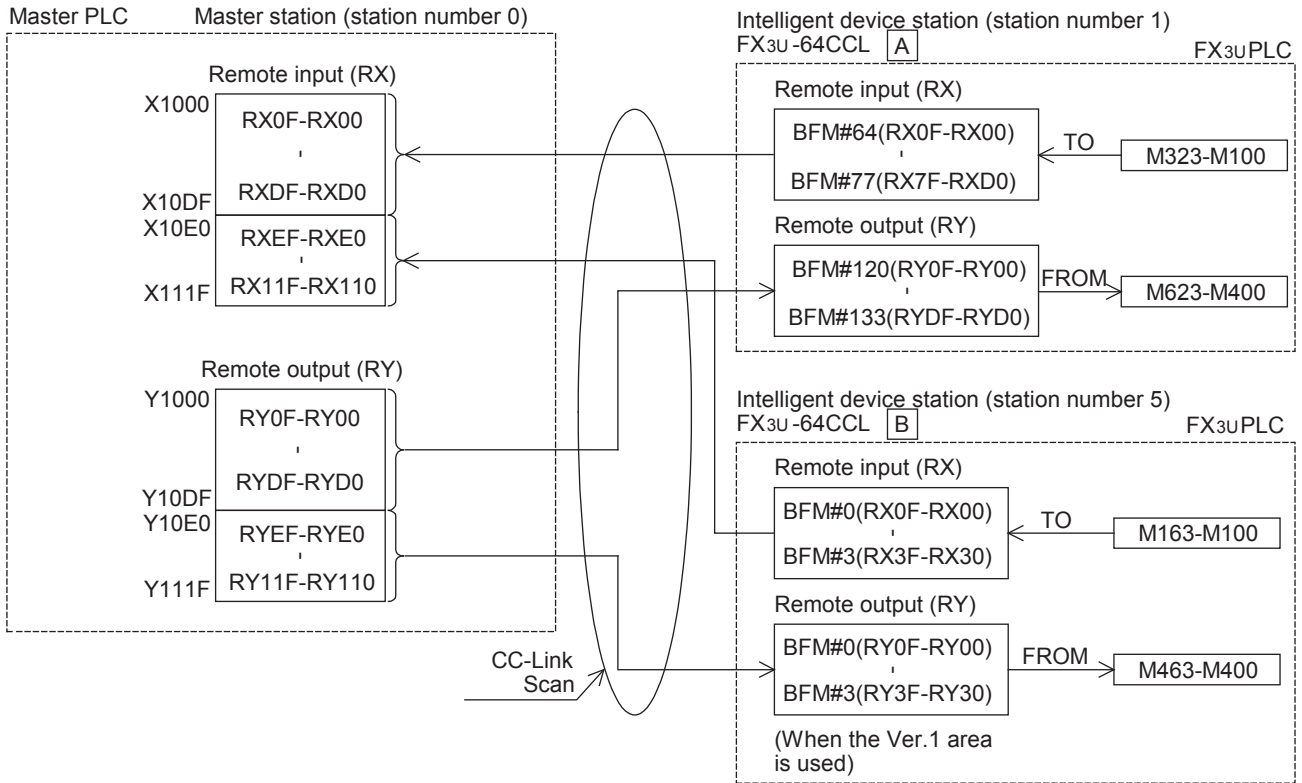 Master PLC
Master station (station number 0)
Remote input (RX)
X1000
RX0F-RX00
RXDF-RXD0
X10DF
X10E0
RXEF-RXE0
RX11F-RX110
X111F
Remote output (RY)
Y1000
RY0F-RY00
RYDF-RYD0
Y10DF
Y10E0
RYEF-RYE0
RY11F-RY110
Y111F
CC-Link
Scan
Intelligent device station (station number 1)
FX3U-64CCL A
FX3UPLC
Remote input (RX)
BFM#64(RX0F-RX00)
BFM#77(RX7F-RXD0)
TO
M323-M100
Remote output (RY)
BFM#120(RY0F-RY00)
BFM#133(RYDF-RYD0)
FROM
M623-M400
Intelligent device station (station number 5)
FX3U-64CCL B
FX3UPLC
Remote input (RX)
BFM#0(RX0F-RX00)
BFM#3(RX3F-RX30)
TO
M163-M100
Remote output (RY)
BFM#0(RY0F-RY00)
BFM#3(RY3F-RY30)
FROM
M463-M400
(When the Ver.1 area
is used)